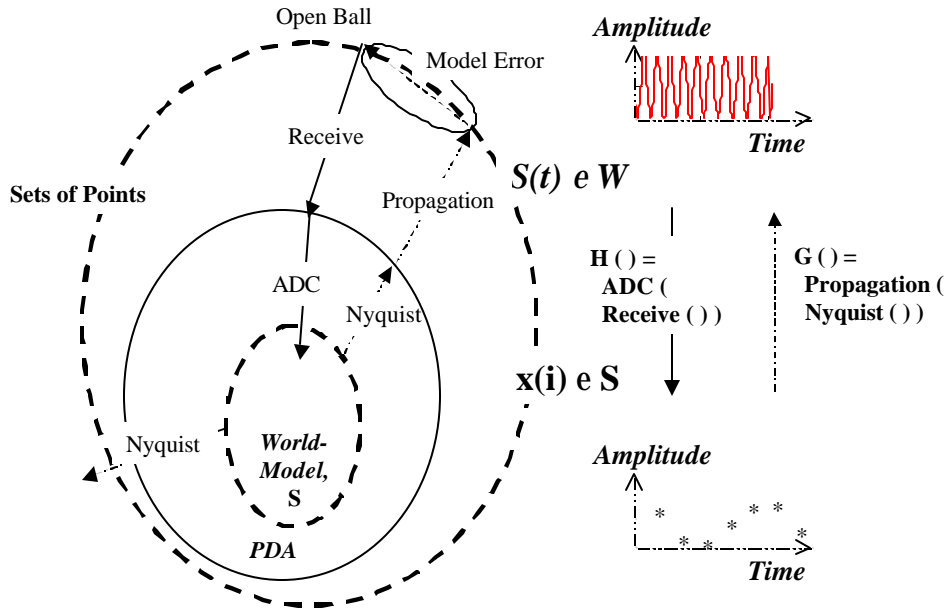 Open Ball
Model Error
Receive
Sets of Points
Propagation
ADC
Nyquist
Nyquist
World-
Model,
S
PDA
Amplitude
Time
S(t) e W
H ( ) =
ADC (
Receive ( ) )
G ( ) =
Propagation (
Nyquist ( ) )
x(i) e S
Amplitude
* * * * * * *
Time